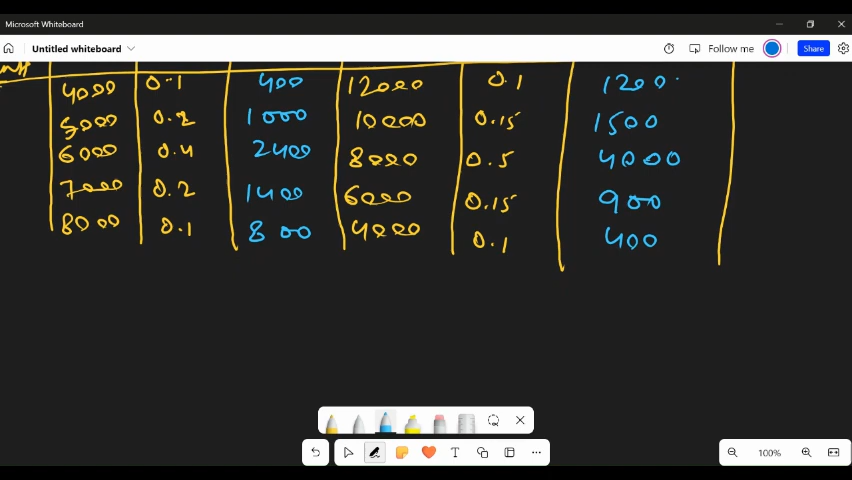 Microsoft Whiteboard
Untitled whiteboard
Follow me
Share
4000 0.1 400 12000 0.1 1200
5000 0.2 1000 10000 0.15 1500
6000 0.4 2400 8000 0.5 4000
7000 0.2 1400 6000 0.15 900
8000 0.1 800 4000 0.1 400
100%